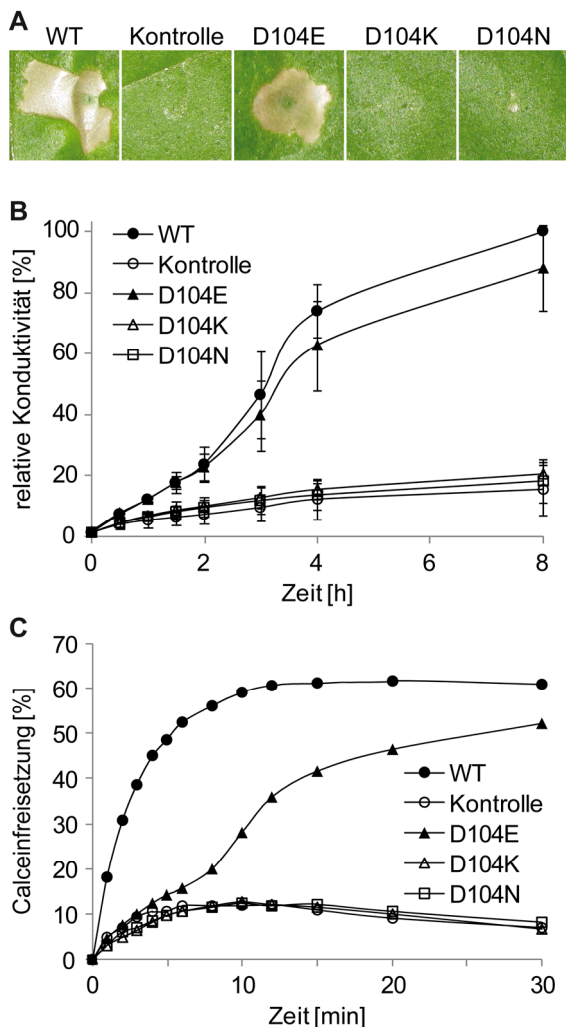 A
WT Kontrolle D104E D104K D104N
B
relative Konduktivität [%]
100
80
60
40
20
0
WT
Kontrolle
D104E
D104K
D104N
0 2 4 6 8
Zeit [h]
C
Calceinfreisetzung [%]
70
60
50
40
30
20
10
0
WT
Kontrolle
D104E
D104K
D104N
0 10 20 30
Zeit [min]